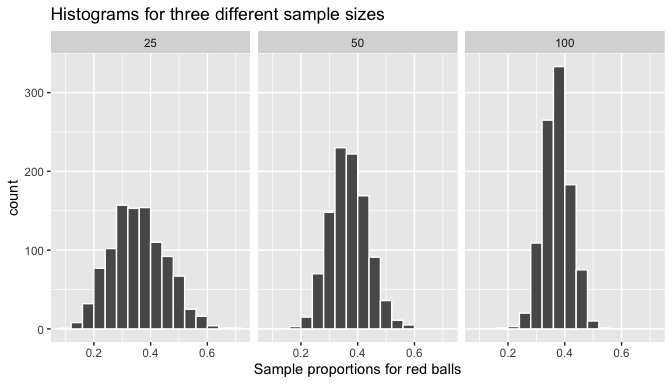 Histograms for three different sample sizes
25 50 100
300
200
100
0
0.2 0.4 0.6 0.2 0.4 0.6 0.2 0.4 0.6
count
Sample proportions for red balls